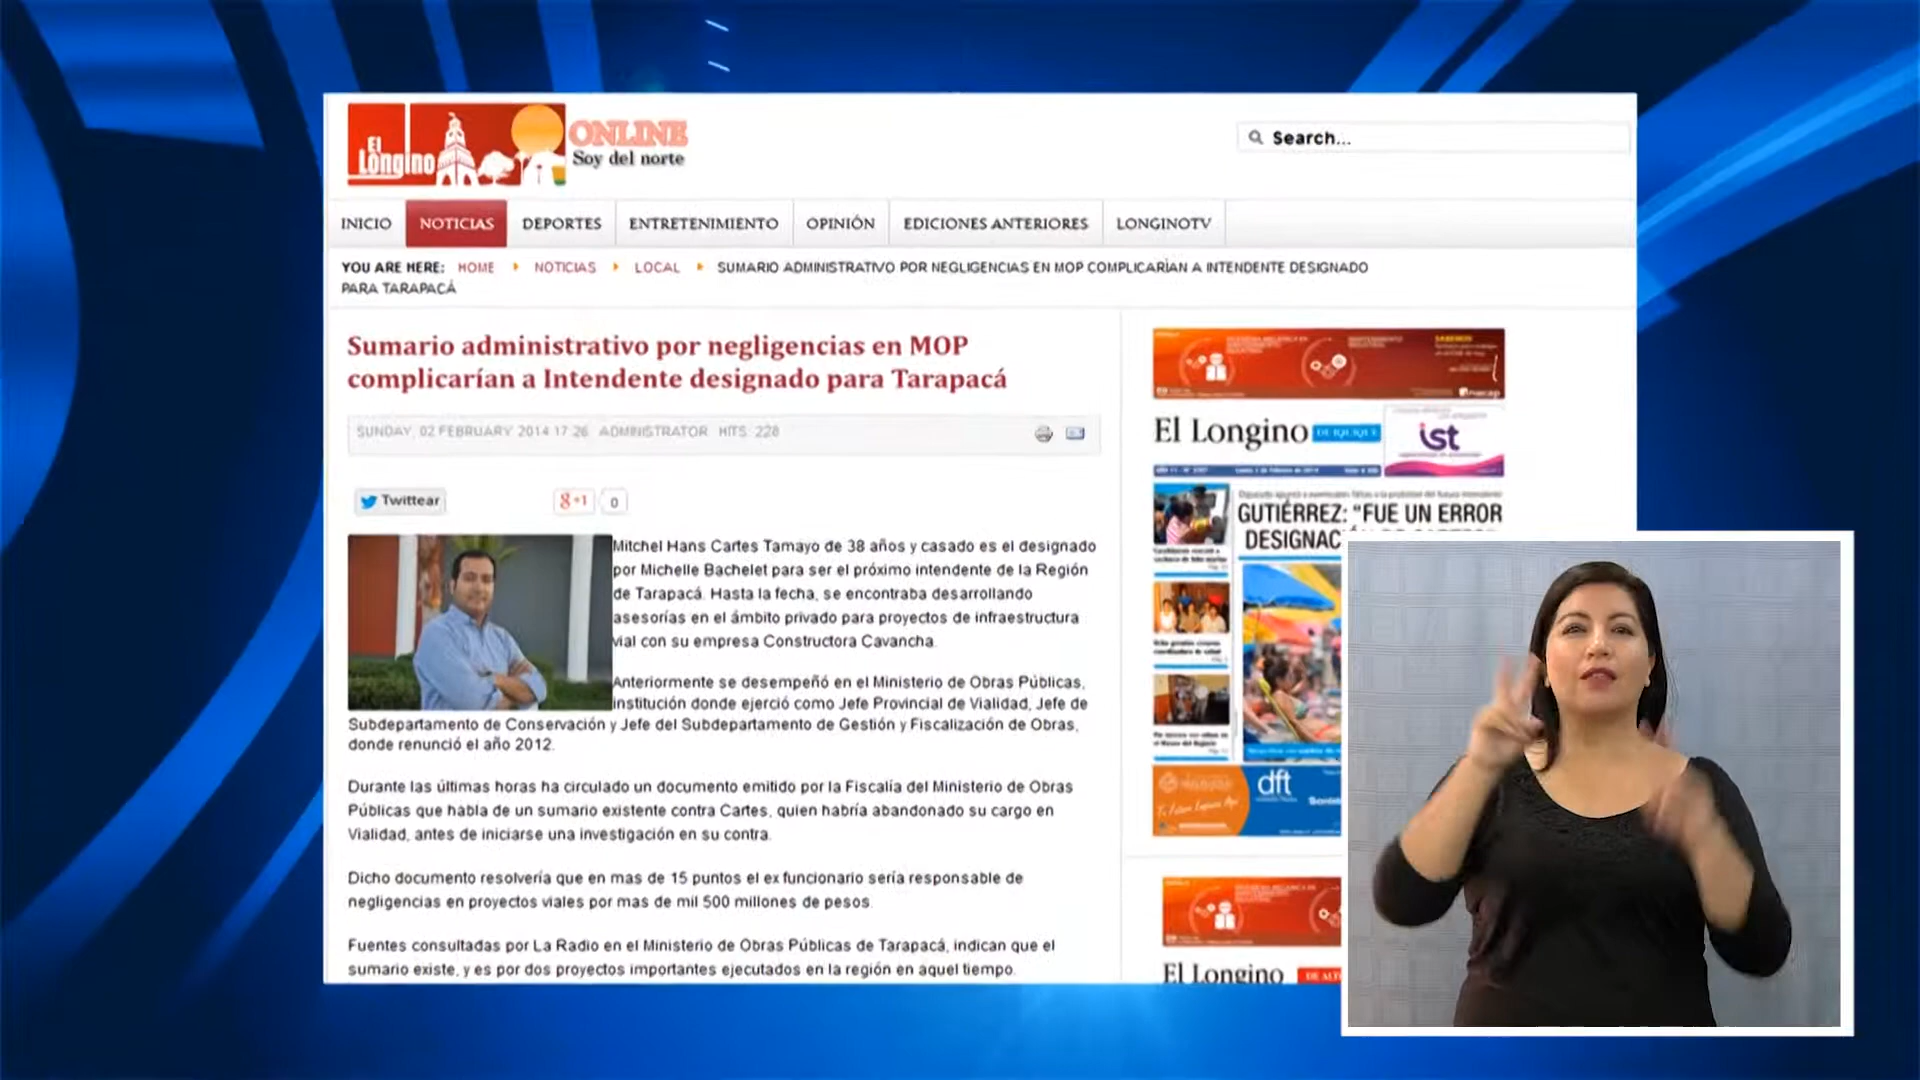 El
Longino
ONLINE
Soy del norte
Search...
INICIO NOTICIAS DEPORTES ENTRETENIMIENTO OPINIÓN EDICIONES ANTERIORES LONGINOTV
YOU ARE HERE: HOME NOTICIAS LOCAL SUMARIO ADMINISTRATIVO POR NEGLIGENCIAS EN MOP COMPLICARÍAN A INTENDENTE DESIGNADO
PARA TARAPACÁ
Sumario administrativo por negligencias en MOP
complicarían a Intendente designado para Tarapacá
SUNDAY, 02 FEBRUARY 2014 17:26 ADMINISTRATOR HITS: 228
Twittear
g+1 0
Mitchel Hans Cartes Tamayo de 38 años y casado es el designado
por Michelle Bachelet para ser el próximo intendente de la Región
de Tarapacá. Hasta la fecha, se encontraba desarrollando
asesorías en el ámbito privado para proyectos de infraestructura
vial con su empresa Constructora Cavancha.
Anteriormente se desempeñó en el Ministerio de Obras Públicas,
institución donde ejerció como Jefe Provincial de Vialidad, Jefe de
Subdepartamento de Conservación y Jefe del Subdepartamento de Gestión y Fiscalización de Obras,
donde renunció el año 2012.
Durante las últimas horas ha circulado un documento emitido por la Fiscalía del Ministerio de Obras
Públicas que habla de un sumario existente contra Cartes, quien habría abandonado su cargo en
Vialidad, antes de iniciarse una investigación en su contra.
Dicho documento resolvería que en mas de 15 puntos el ex funcionario sería responsable de
negligencias en proyectos viales por mas de mil 500 millones de pesos.
Fuentes consultadas por La Radio en el Ministerio de Obras Públicas de Tarapacá, indican que el
sumario existe, y es por dos proyectos importantes ejecutados en la región en aquel tiempo.
El Longino DE IQUIQUE
ist
GUTIÉRREZ: "FUE UN ERROR
DESIGNAC
dft
El Longino